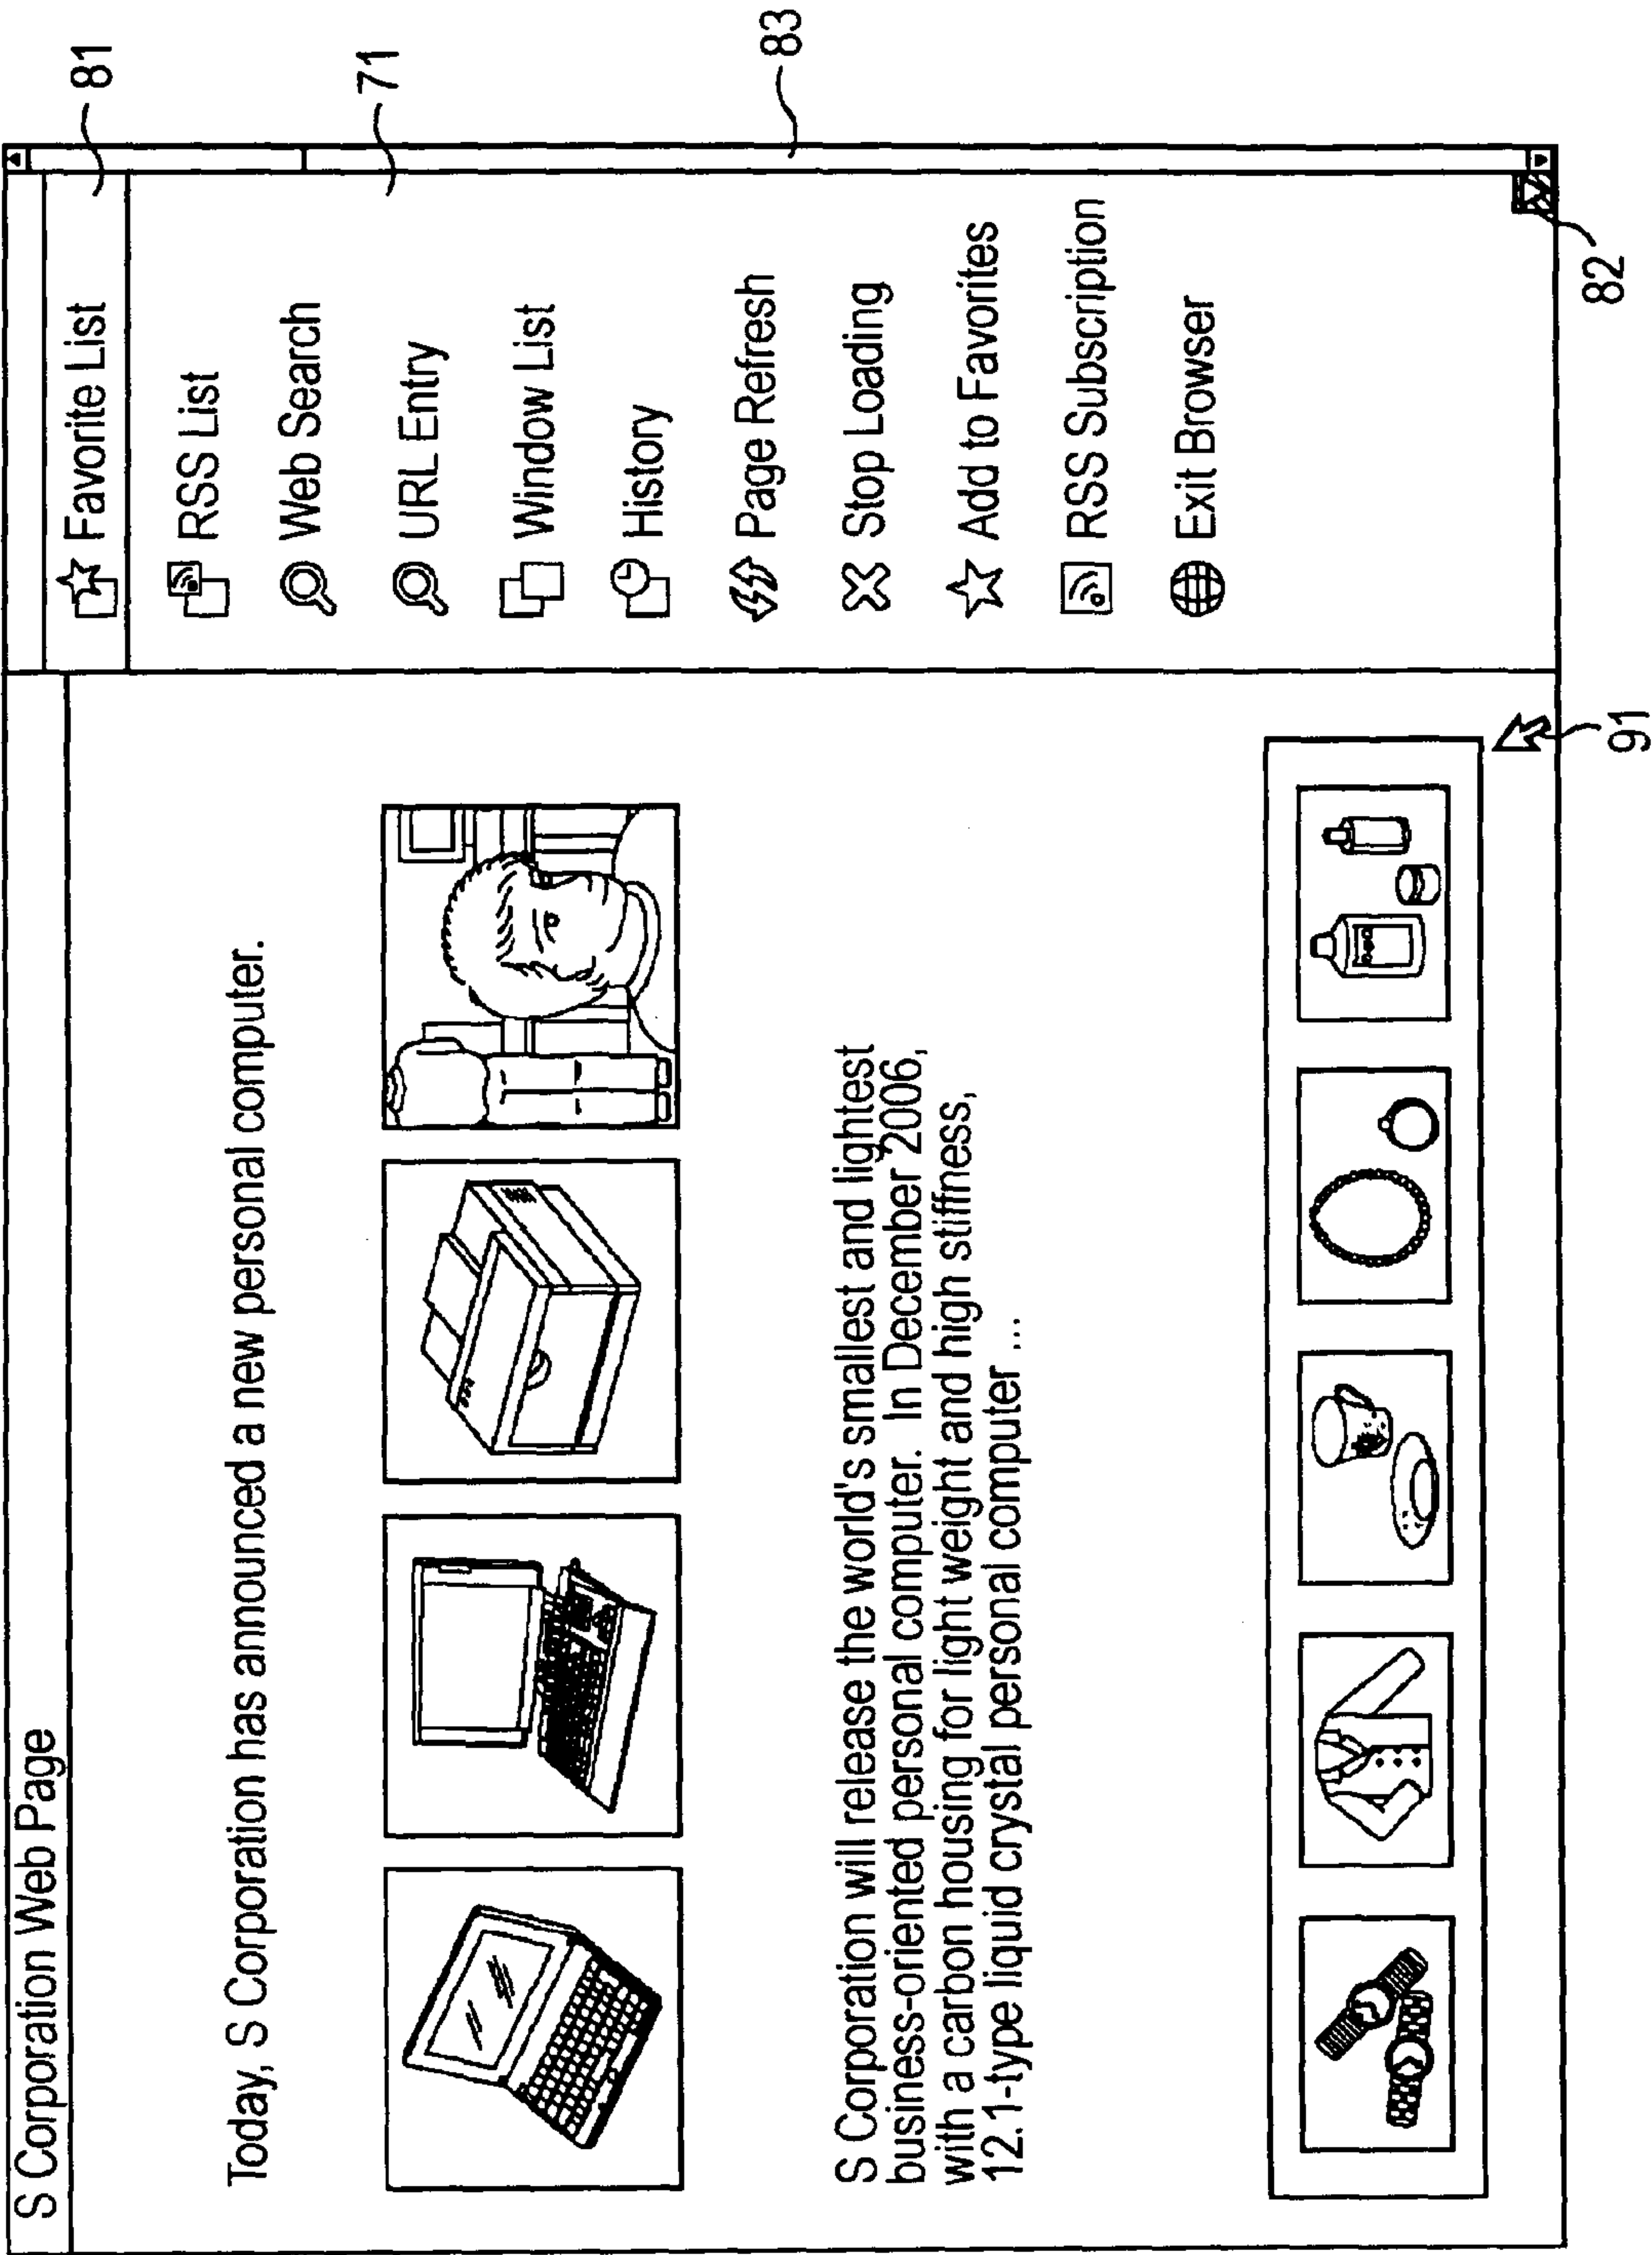 S Corporation Web Page
Today, S Corporation has announced a new personal computer.
S Corporation will release the world's smallest and lightest
business-oriented personal computer. In December 2006,
with a carbon housing for light weight and high stiffness,
12.1-type liquid crystal personal computer ...
Favorite List
RSS List
Web Search
URL Entry
Window List
History
Page Refresh
Stop Loading
Add to Favorites
RSS Subscription
Exit Browser
81
71
83
82
91